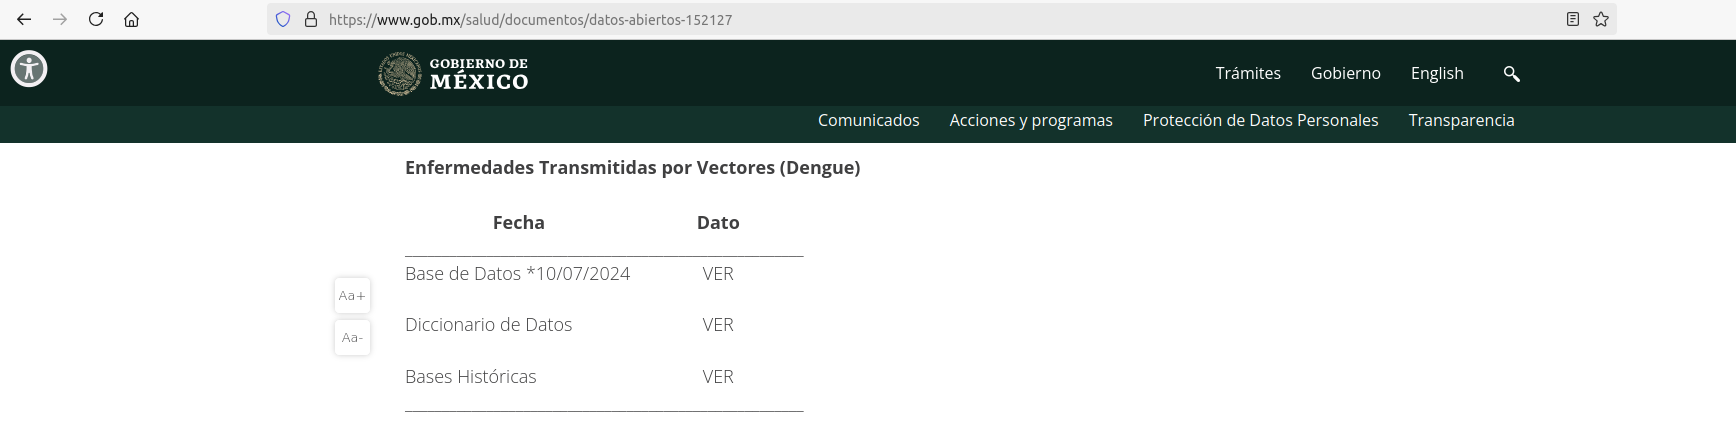 https://www.gob.mx/salud/documentos/datos-abiertos-152127
GOBIERNO DE
MÉXICO
Trámites Gobierno English
Comunicados Acciones y programas Protección de Datos Personales Transparencia
Enfermedades Transmitidas por Vectores (Dengue)
Fecha Dato
Base de Datos *10/07/2024 VER
Aa+
Diccionario de Datos VER
Aa-
Bases Históricas VER